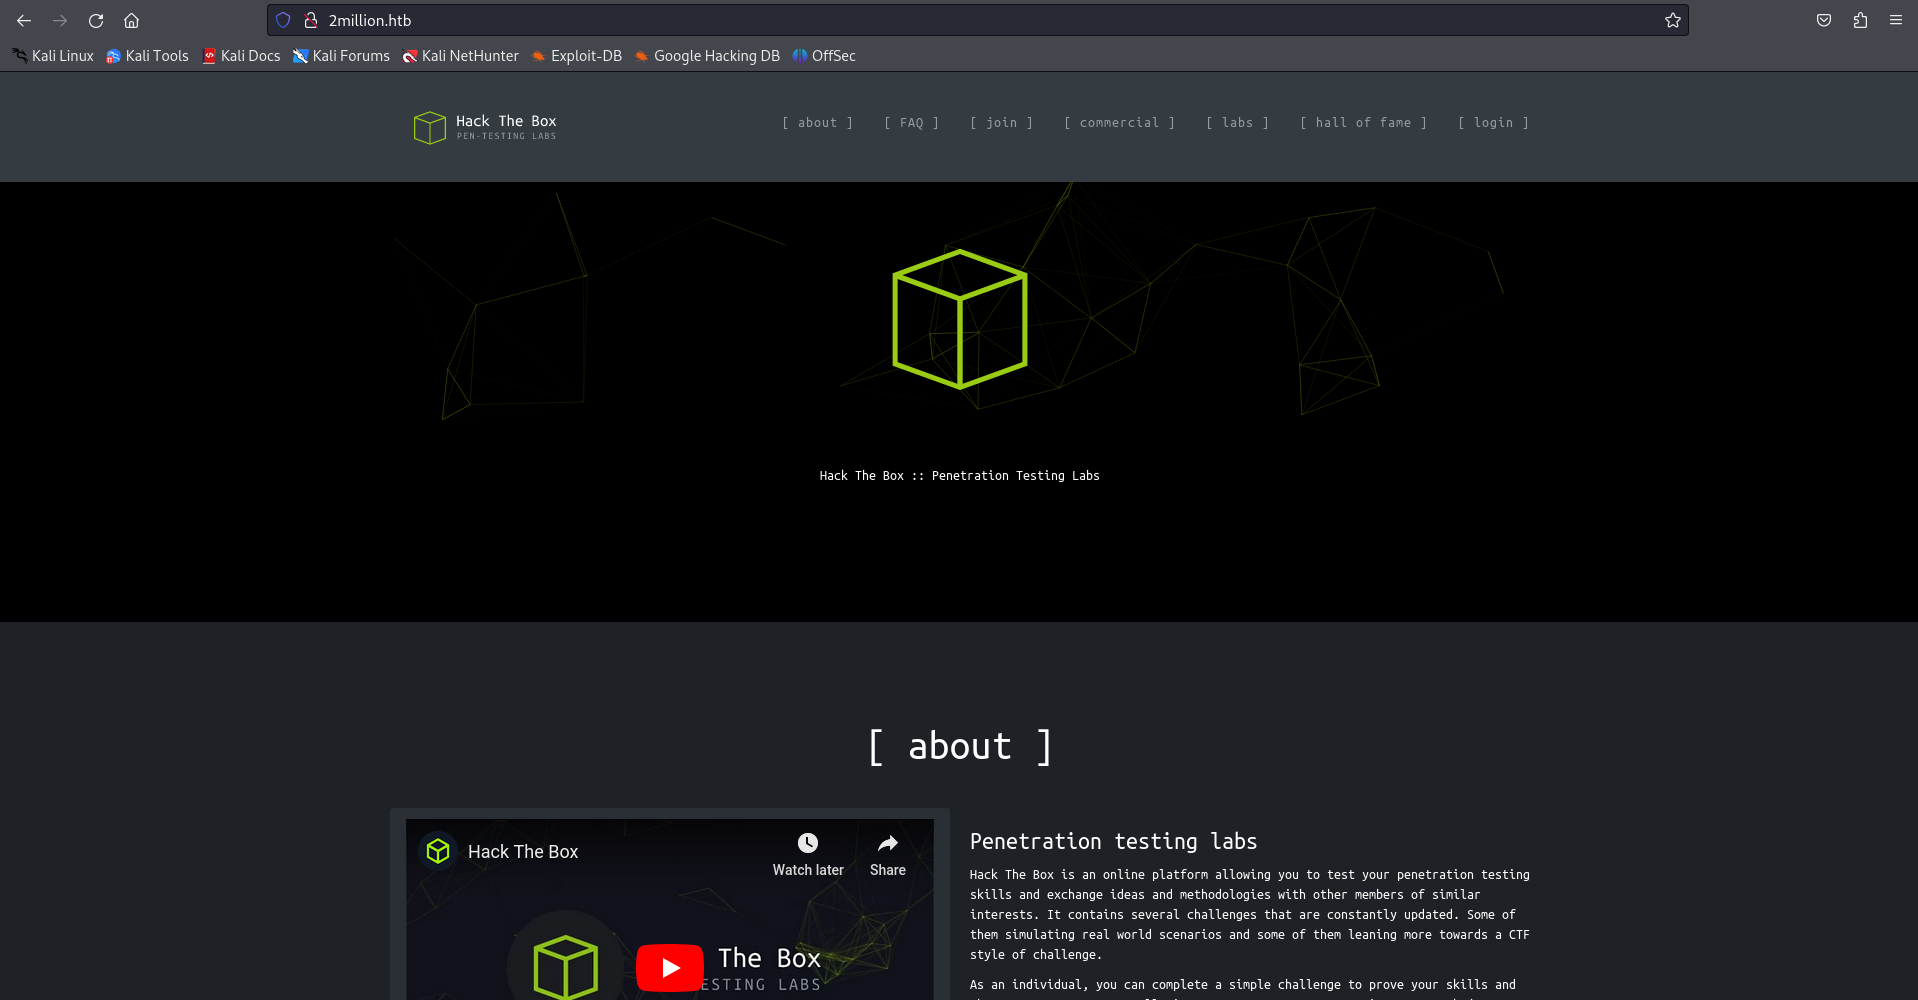 2million.htb
Kali Linux Kali Tools Kali Docs Kali Forums Kali NetHunter Exploit-DB Google Hacking DB OffSec
Hack The Box
PEN-TESTING LABS
[ about ] [ FAQ ] [ join ] [ commercial ] [ labs ] [ hall of fame ] [ login ]
Hack The Box :: Penetration Testing Labs
[ about ]
Hack The Box
Watch later Share
The Box
ESTING LABS
Penetration testing labs
Hack The Box is an online platform allowing you to test your penetration testing
skills and exchange ideas and methodologies with other members of similar
interests. It contains several challenges that are constantly updated. Some of
them simulating real world scenarios and some of them leaning more towards a CTF
style of challenge.
As an individual, you can complete a simple challenge to prove your skills and